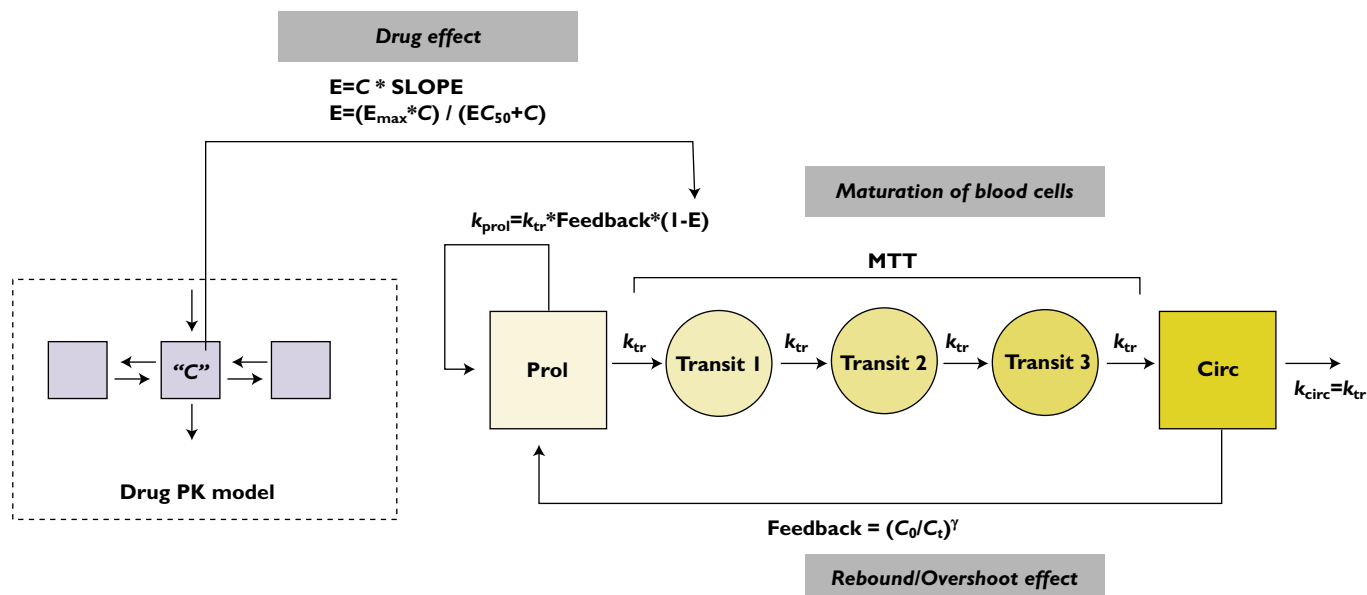 Drug effect
E=C * SLOPE
E=(Emax*C) / (EC50+C)
Maturation of blood cells
kprol=ktr*Feedback*(1-E)
MTT
"C"
Drug PK model
Prol
ktr
Transit 1
ktr
Transit 2
ktr
Transit 3
ktr
Circ
kcirc=ktr
Feedback = (C0/Ct)γ
Rebound/Overshoot effect